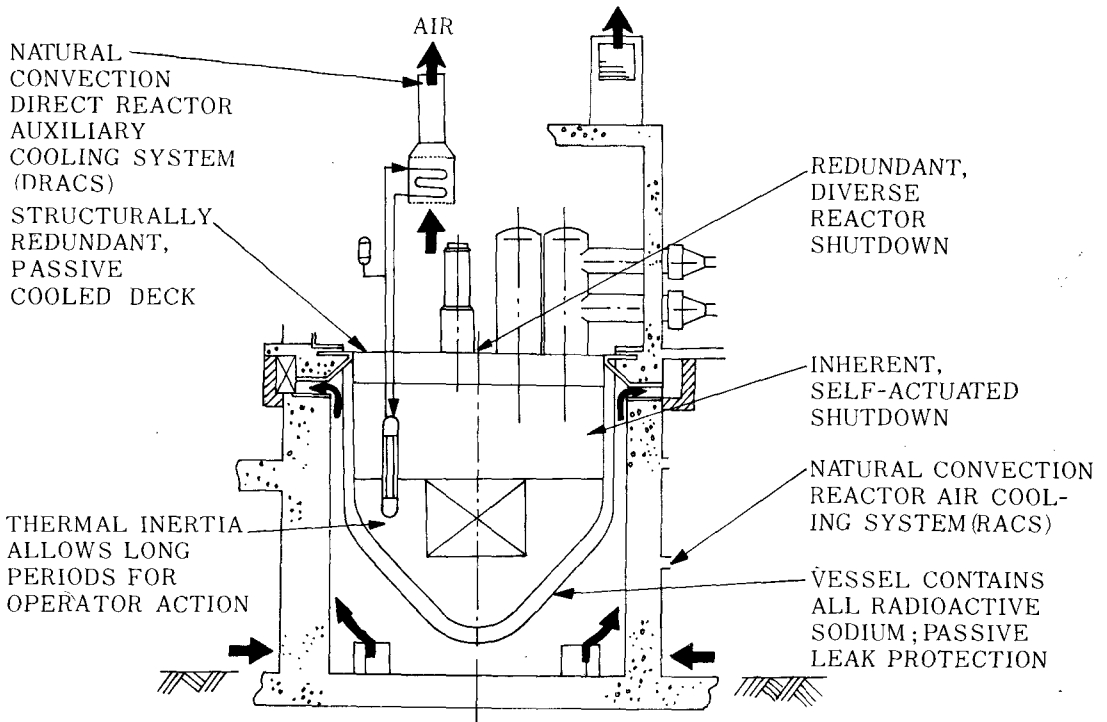 AIR
NATURAL
CONVECTION
DIRECT REACTOR
AUXILIARY
COOLING SYSTEM
(DRACS)
STRUCTURALLY
REDUNDANT,
PASSIVE
COOLED DECK
THERMAL INERTIA
ALLOWS LONG
PERIODS FOR
OPERATOR ACTION
REDUNDANT,
DIVERSE
REACTOR
SHUTDOWN
INHERENT,
SELF-ACTUATED
SHUTDOWN
NATURAL CONVECTION
REACTOR AIR COOL-
ING SYSTEM(RACS)
VESSEL CONTAINS
ALL RADIOACTIVE
SODIUM;PASSIVE
LEAK PROTECTION